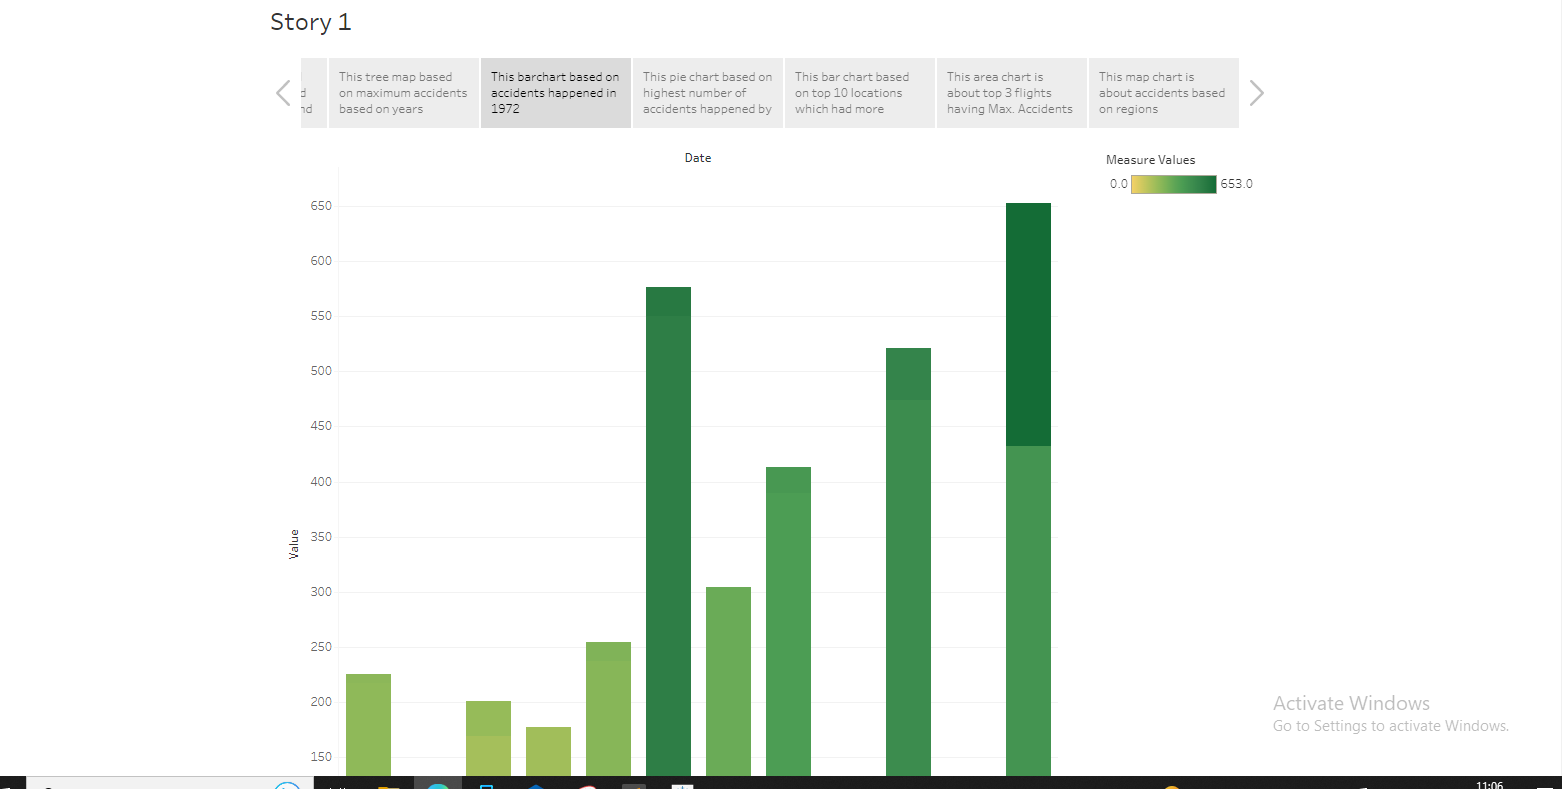 Story 1
This tree map based
on maximum accidents
based on years
This barchart based on
accidents happened in
1972
This pie chart based on
highest number of
accidents happened by
This bar chart based
on top 10 locations
which had more
This area chart is
about top 3 flights
having Max. Accidents
This map chart is
about accidents based
on regions
Date
Measure Values
0.0 653.0
650
600
550
500
450
400
350
Value
300
250
200
150
Activate Windows
Go to Settings to activate Windows.
11:06